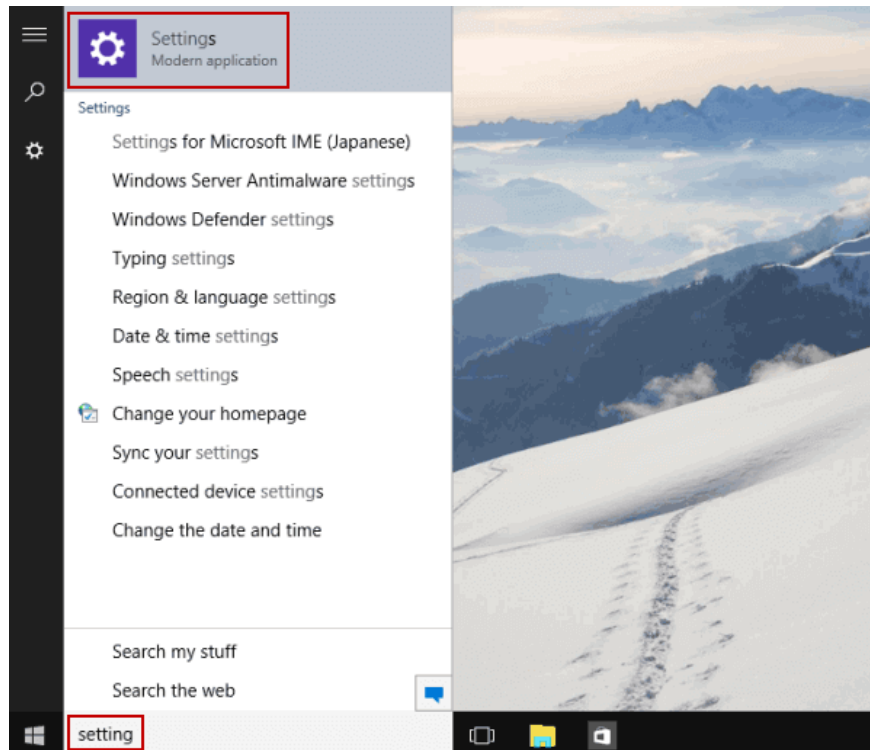 Settings
Modern application
Settings
Settings for Microsoft IME (Japanese)
Windows Server Antimalware settings
Windows Defender settings
Typing settings
Region & language settings
Date & time settings
Speech settings
Change your homepage
Sync your settings
Connected device settings
Change the date and time
Search my stuff
Search the web
setting